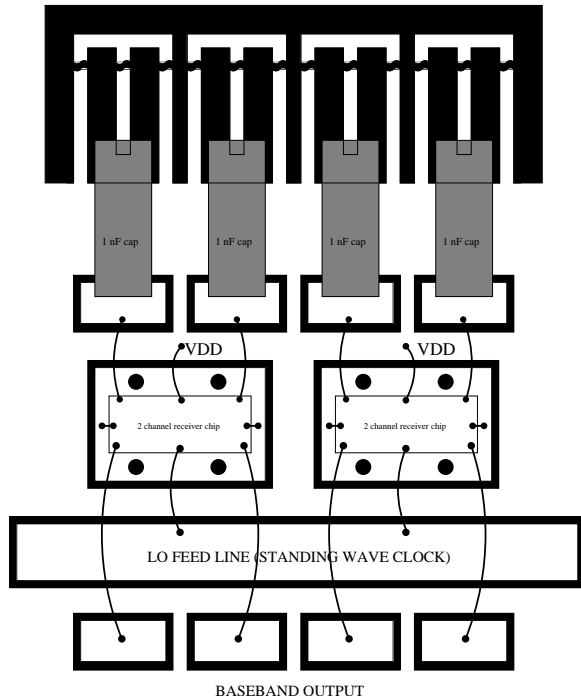 1 nF cap 1 nF cap 1 nF cap 1 nF cap
VDD VDD
2 channel receiver chip 2 channel receiver chip
LO FEED LINE (STANDING WAVE CLOCK)
BASEBAND OUTPUT